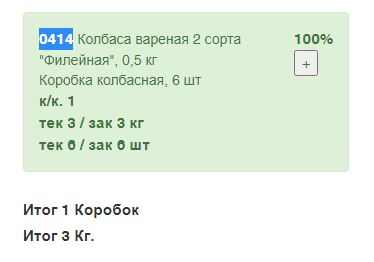 0414 Колбаса вареная 2 сорта 100%
"Филейная", 0,5 кг +
Коробка колбасная, 6 шт
к/к. 1
тек 3 / зак 3 кг
тек 6 / зак 6 шт
Итог 1 Коробок
Итог 3 Кг.